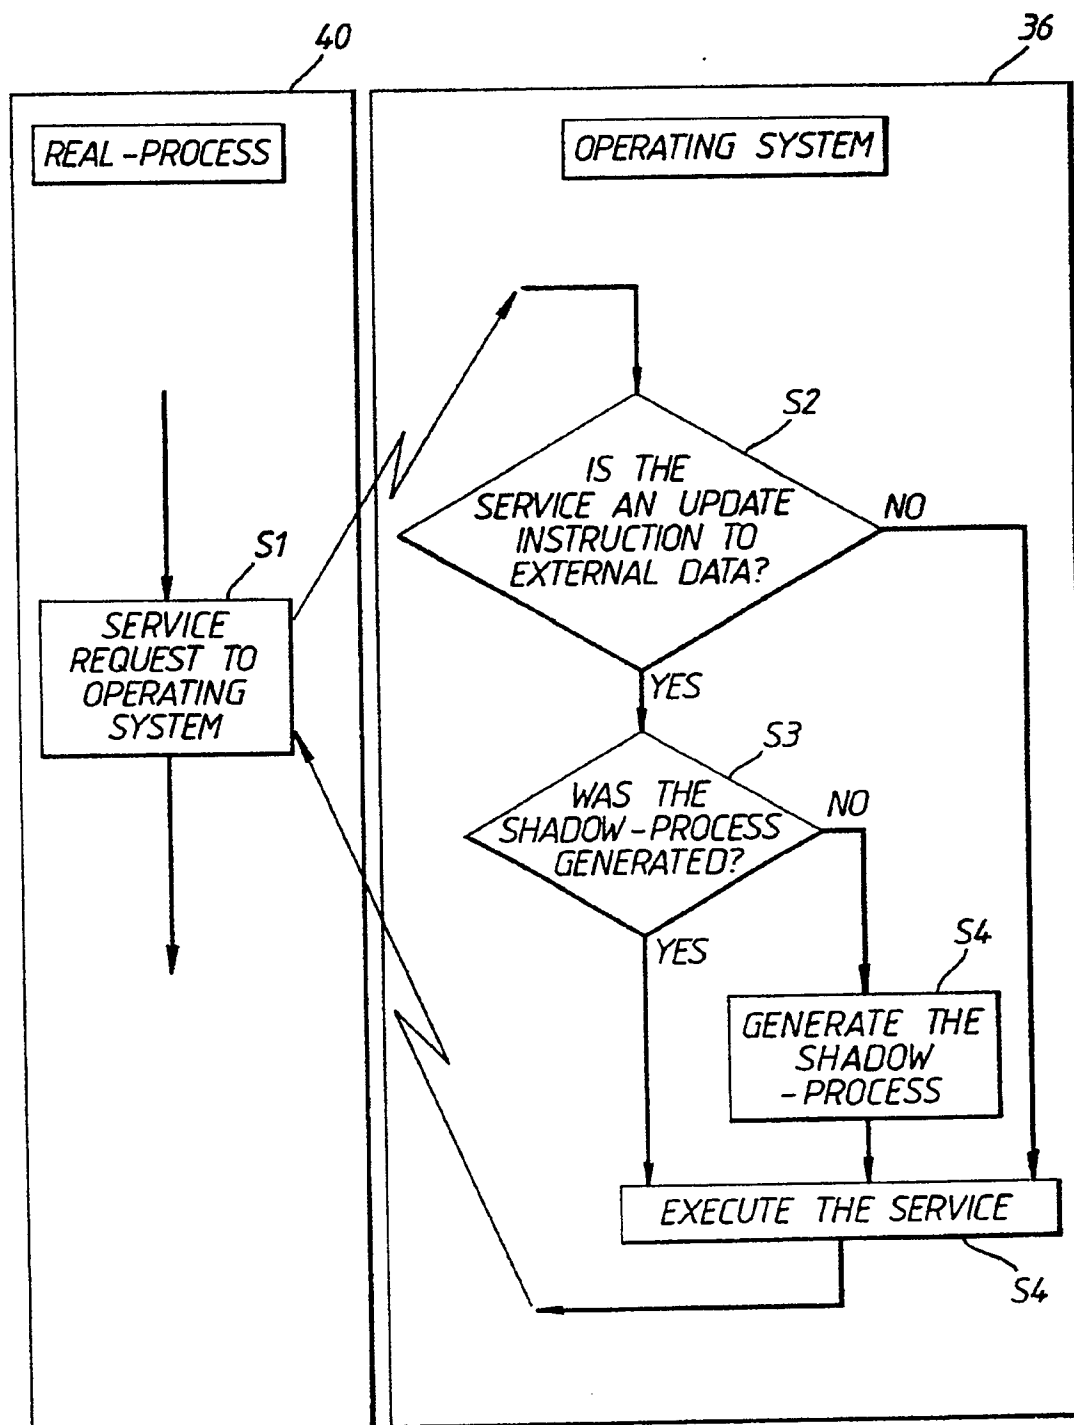 40
36
REAL-PROCESS
OPERATING SYSTEM
S2
IS THE
SERVICE AN UPDATE
INSTRUCTION TO
EXTERNAL DATA?
NO
S1
SERVICE
REQUEST TO
OPERATING
SYSTEM
YES
S3
WAS THE
SHADOW-PROCESS
GENERATED?
NO
YES
S4
GENERATE THE
SHADOW
-PROCESS
EXECUTE THE SERVICE
S4